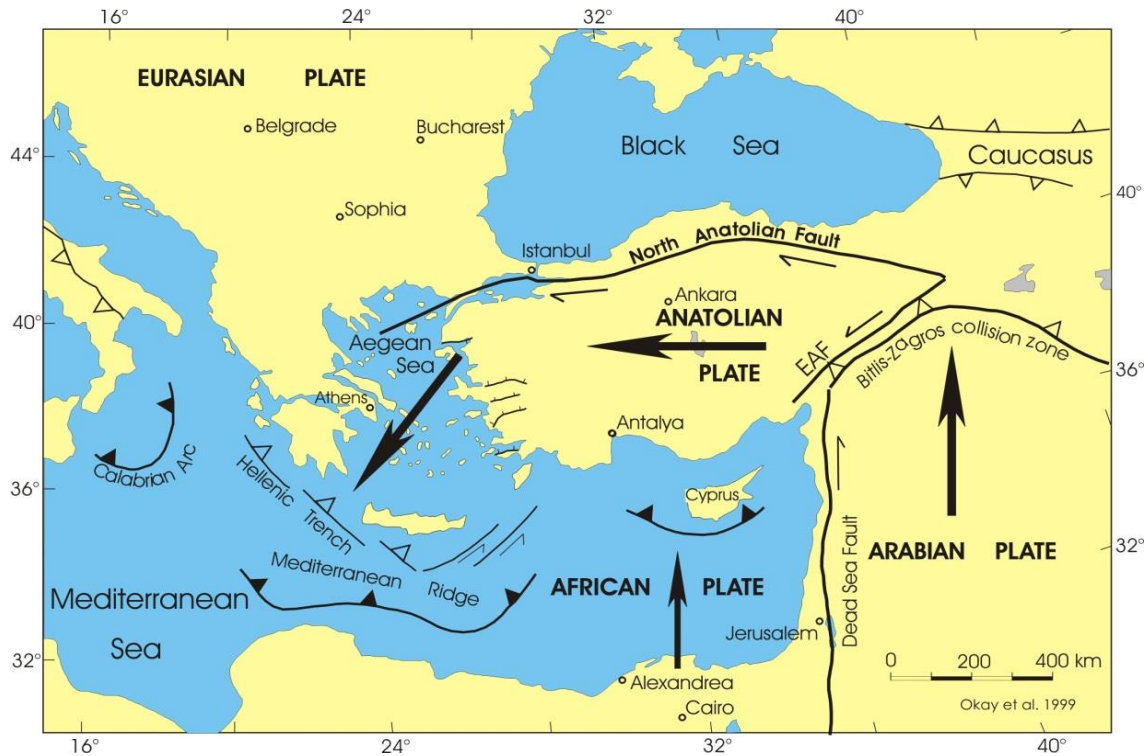 16°
24°
32°
40°
EURASIAN PLATE
Belgrade
Bucharest
Black Sea
Caucasus
44°
40°
Sophia
Istanbul
North Anatolian Fault
Ankara
ANATOLIAN
PLATE
40°
Aegean
Sea
EAF
Bitlis-Zagros collision zone
36°
Athens
Antalya
Calabrian Arc
Hellenic
Trench
36°
Cyprus
Mediterranean
Ridge
AFRICAN PLATE
ARABIAN PLATE
32°
Mediterranean
Sea
Dead Sea Fault
Jerusalem
32°
0 200 400 km
Alexandrea
Cairo
Okay et al. 1999
16°
24°
32°
40°